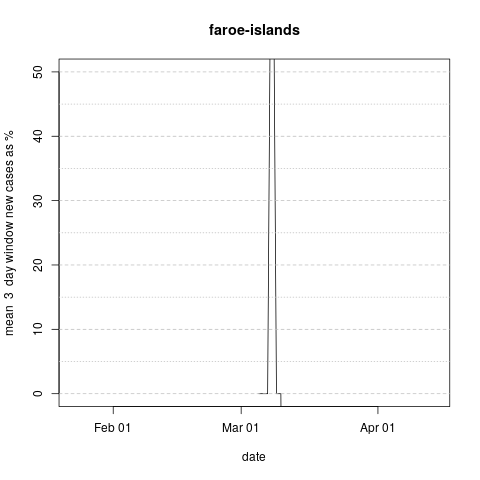 faroe-islands
mean  3  day window new cases as %
50
40
30
20
10
0
Feb 01
Mar 01
Apr 01
date